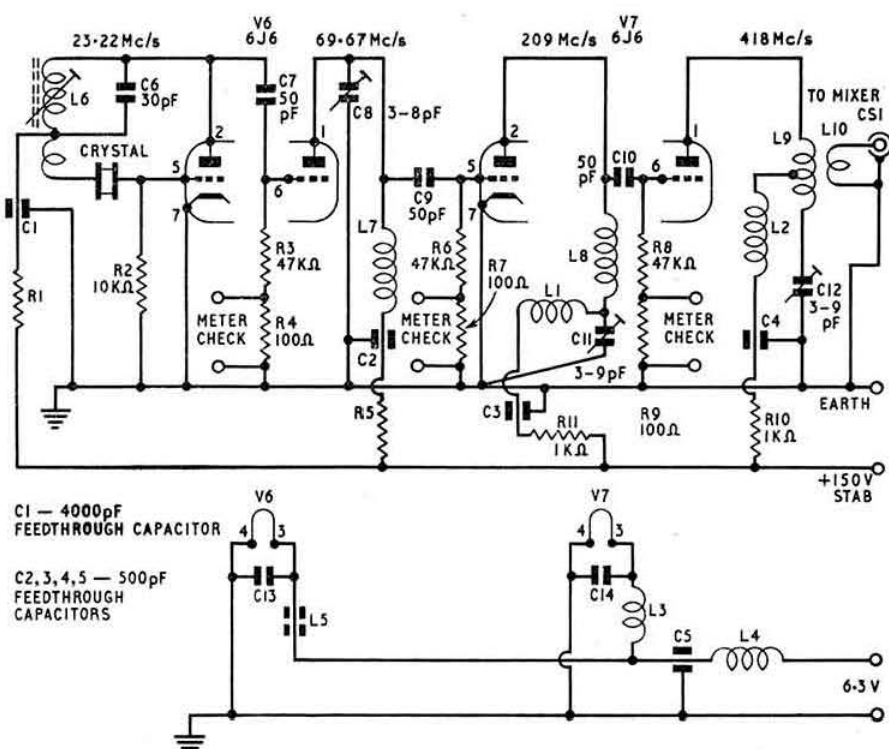 23·22Mc/s
V6
6J6
69·67Mc/s
209 Mc/s
V7
6J6
418Mc/s
L6
C6
30pF
C7
50
pF
C8
3-8pF
TO MIXER
CS1
L9
L10
CRYSTAL
2
5
7
1
6
2
5
7
50
pF
C10
1
6
C9
50pF
C1
R1
R2
10KΩ
R3
47KΩ
R4
100Ω
METER
CHECK
L7
C2
R5
R6
47KΩ
R7
100Ω
METER
CHECK
L1
L8
C11
3-9pF
C3
R11
1KΩ
R8
47KΩ
METER
CHECK
R9
100Ω
L2
C4
C12
3-9
pF
R10
1KΩ
EARTH
+150V
STAB
C1 — 4000pF
FEEDTHROUGH CAPACITOR
C2,3,4,5 — 500pF
FEEDTHROUGH
CAPACITORS
V6
4
3
C13
L5
V7
4
3
C14
L3
C5
L4
6·3V